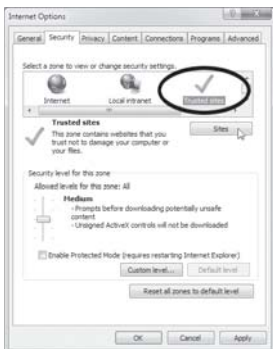 Internet Options
General Security Privacy Content Connections Programs Advanced
Select a zone to view or change security settings.
Internet Local intranet Trusted sites
Trusted sites
Sites
This zone contains websites that you
trust not to damage your computer or
your files.
Security level for this zone
Allowed levels for this zone: All
Medium
- Prompts before downloading potentially unsafe
content
- Unsigned ActiveX controls will not be downloaded
Enable Protected Mode (requires restarting Internet Explorer)
Custom level... Default level
Reset all zones to default level
OK Cancel Apply